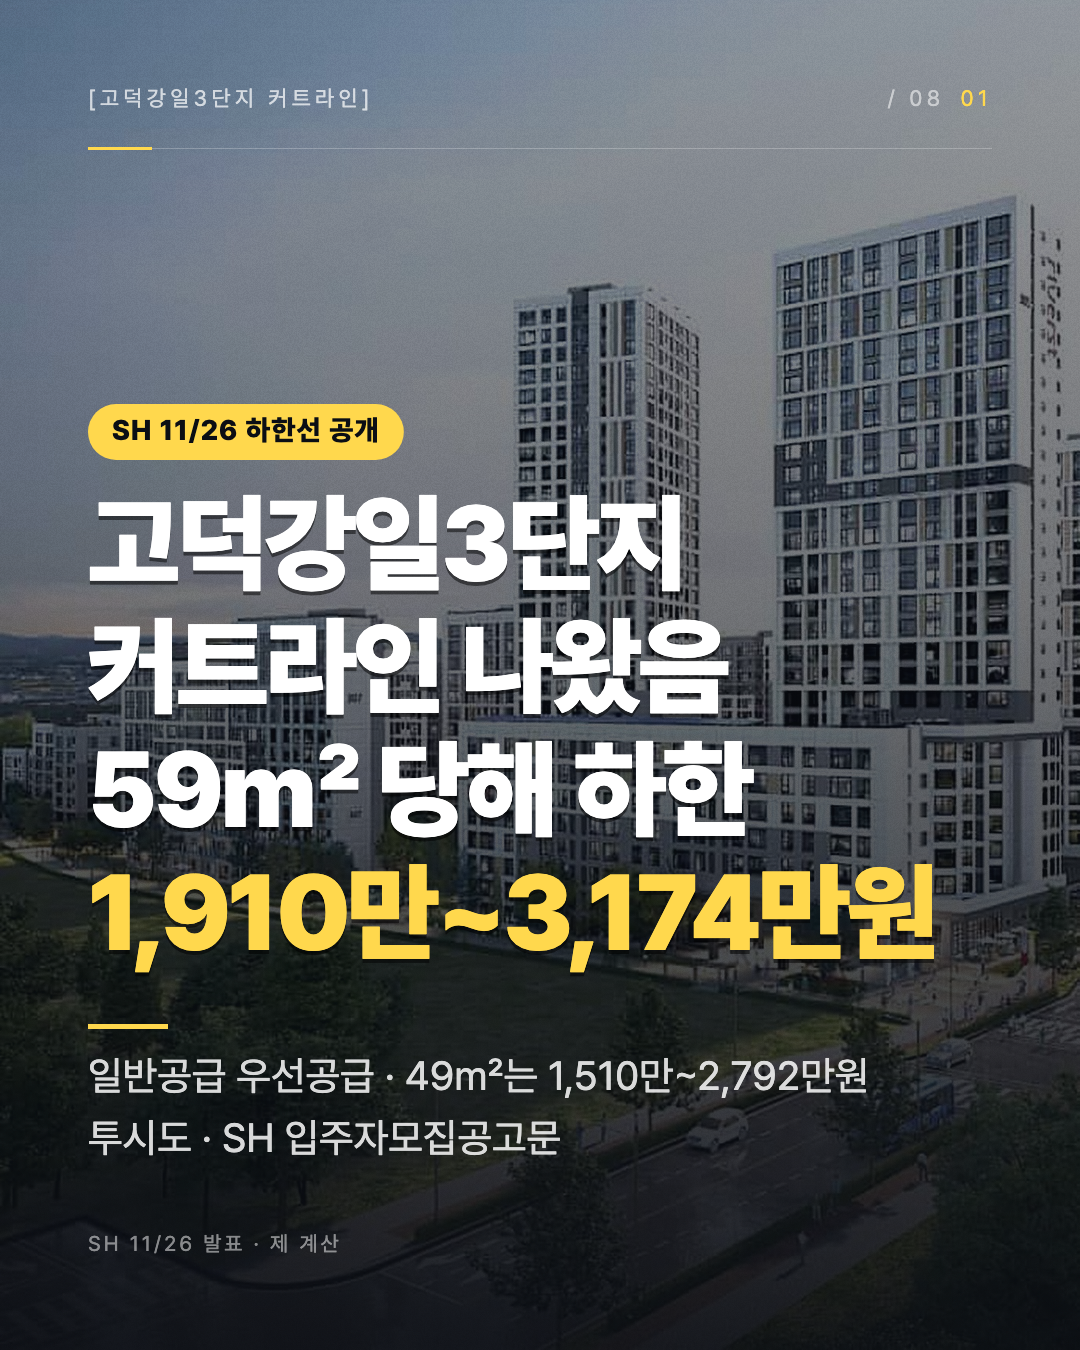 [고덕강일3단지 커트라인]
/ 08 01
SH 11/26 하한선 공개
고덕강일3단지
커트라인 나왔음
59m² 당해 하한
1,910만~3,174만원
일반공급 우선공급 · 49m²는 1,510만~2,792만원
투시도 · SH 입주자모집공고문
SH 11/26 발표 · 제 계산